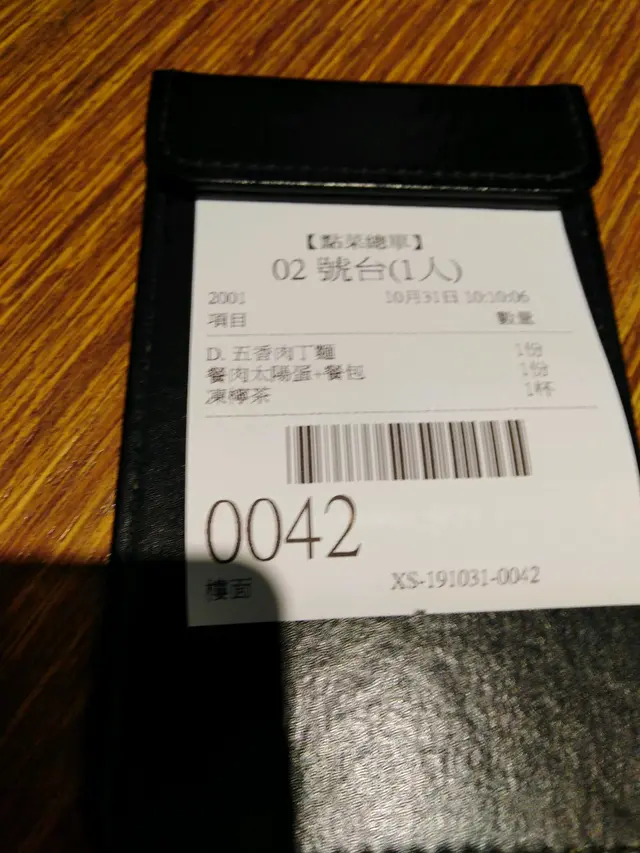 【點菜總單】
02 號台(1人)
2001 10月31日 10:10:06
項目 數量
D. 五香肉丁麵 1份
餐肉太陽蛋+餐包 1份
凍檸茶 1杯
0042
樓面 XS-191031-0042